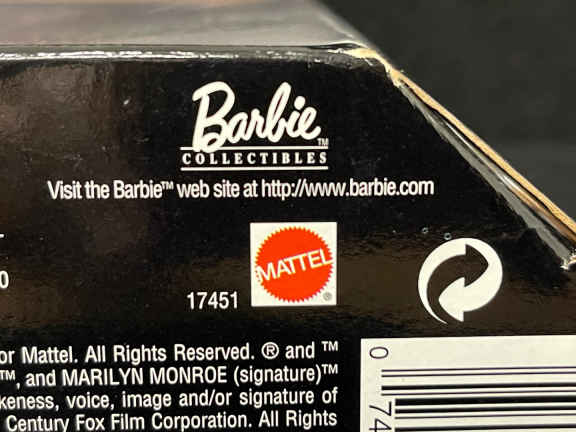 Barbie™
COLLECTIBLES
Visit the Barbie™ web site at http://www.barbie.com
0
MATTEL
®
17451
or Mattel. All Rights Reserved. ® and ™
™, and MARILYN MONROE (signature)™
keness, voice, image and/or signature of
Century Fox Film Corporation. All Rights
0
74